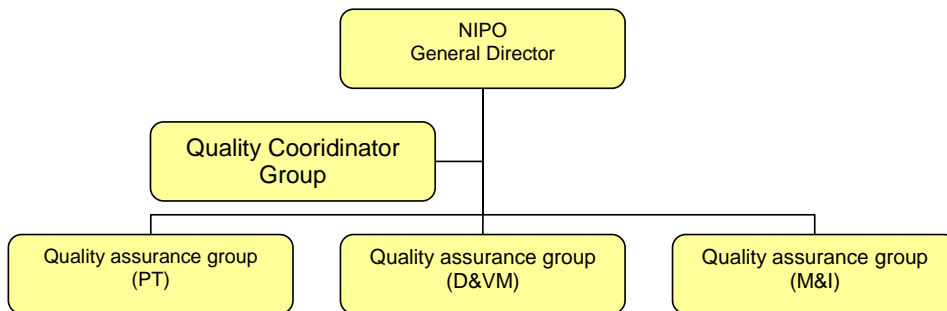 NIPO
General Director
Quality Cooridinator
Group
Quality assurance group
(PT)
Quality assurance group
(D&VM)
Quality assurance group
(M&I)